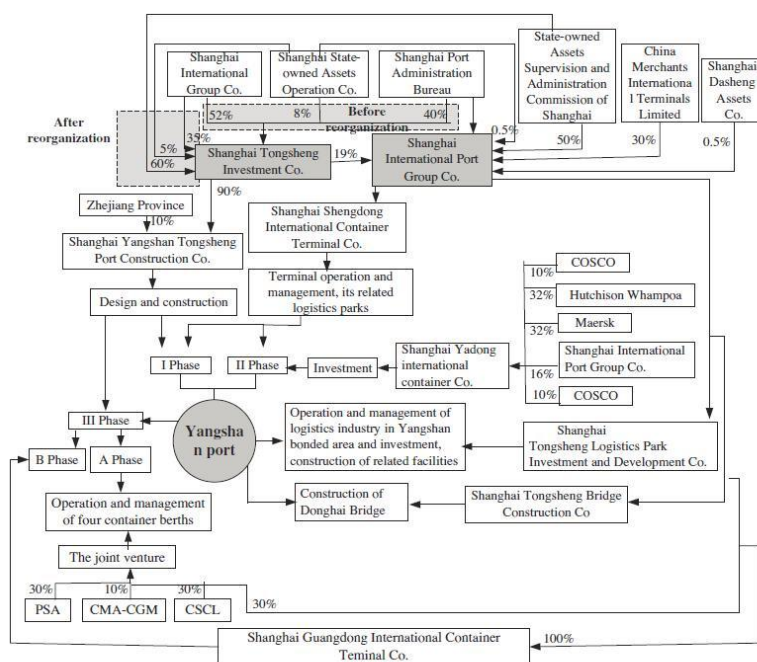 Shanghai
International
Group Co.
Shanghai State-
owned Assets
Operation Co.
Shanghai Port
Administration
Bureau
State-owned
Assets
Supervision and
Administration
Commission of
Shanghai
China
Merchants
Internationa
l Terminals
Limited
Shanghai
Dasheng
Assets
Co.
After
reorganization
52%
8%
Before
reorganization
40%
35%
5%
60%
0.5%
50%
30%
0.5%
Shanghai Tongsheng
Investment Co.
19%
Shanghai
International Port
Group Co.
90%
Zhejiang Province
10%
Shanghai Yangshan Tongsheng
Port Construction Co.
Shanghai Shengdong
International Container
Terminal Co.
Design and construction
Terminal operation and
management, its related
logistics parks
COSCO
10%
Hutchison Whampoa
32%
Maersk
32%
Shanghai International
Port Group Co.
16%
COSCO
10%
I Phase
II Phase
Investment
Shanghai Yadong
international
container Co.
III Phase
B Phase
A Phase
Yangsha
n port
Operation and management of
logistics industry in Yangshan
bonded area and investment,
construction of related facilities
Shanghai
Tongsheng Logistics Park
Investment and Development Co.
Operation and management
of four container berths
Construction of
Donghai Bridge
Shanghai Tongsheng Bridge
Construction Co
The joint venture
30%
10%
30%
30%
PSA
CMA-CGM
CSCL
Shanghai Guangdong International Container
Teminal Co.
100%